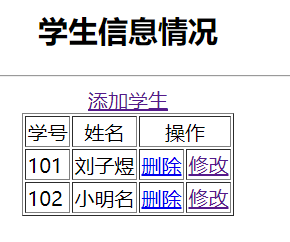 学生信息情况
添加学生
学号 姓名 操作
101 刘子煜 删除 修改
102 小明名 删除 修改